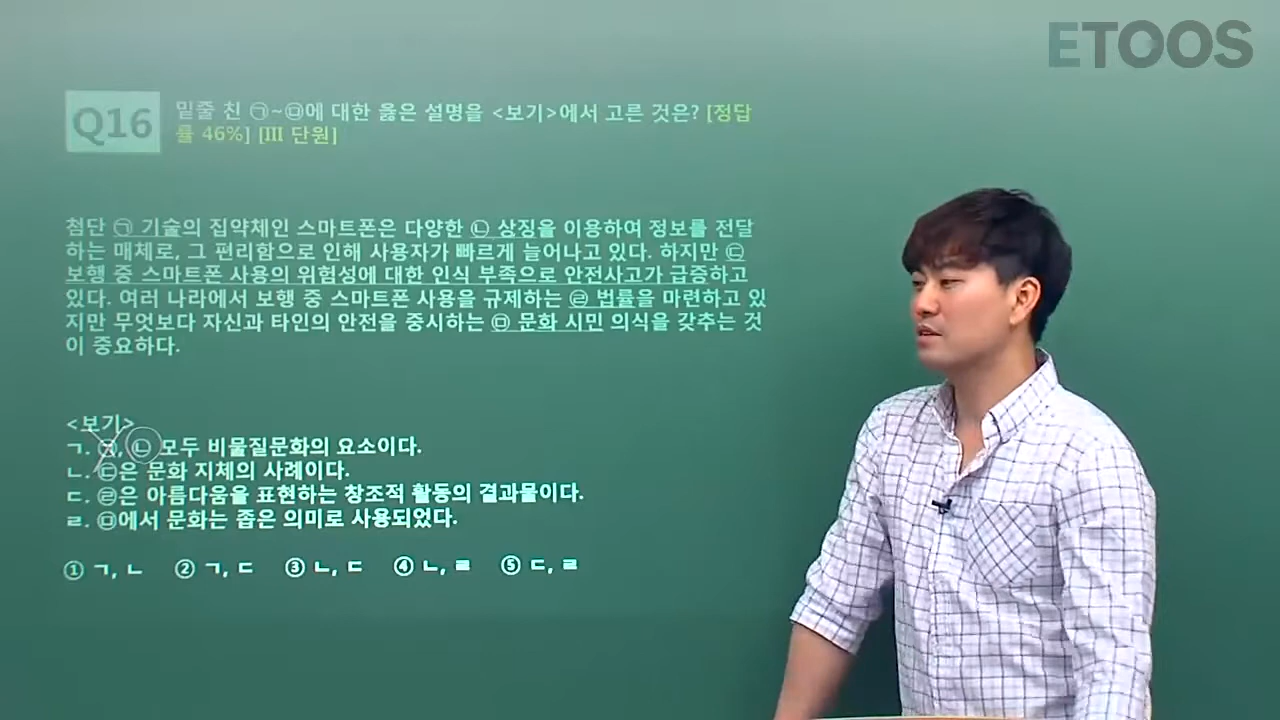 ETOOS
Q16
밑줄 친 ㉠~㉤에 대한 옳은 설명을 <보기>에서 고른 것은? [정답
률 46%] [III 단원]
첨단 ㉠ 기술의 집약체인 스마트폰은 다양한 ㉡ 상징을 이용하여 정보를 전달
하는 매체로, 그 편리함으로 인해 사용자가 빠르게 늘어나고 있다. 하지만 ㉢
보행 중 스마트폰 사용의 위험성에 대한 인식 부족으로 안전사고가 급증하고
있다. 여러 나라에서 보행 중 스마트폰 사용을 규제하는 ㉣ 법률을 마련하고 있
지만 무엇보다 자신과 타인의 안전을 중시하는 ㉤ 문화 시민 의식을 갖추는 것
이 중요하다.
<보기>
ㄱ. ㉠, ㉡ 모두 비물질문화의 요소이다.
ㄴ. ㉢은 문화 지체의 사례이다.
ㄷ. ㉣은 아름다움을 표현하는 창조적 활동의 결과물이다.
ㄹ. ㉤에서 문화는 좁은 의미로 사용되었다.
① ㄱ, ㄴ ② ㄱ, ㄷ ③ ㄴ, ㄷ ④ ㄴ, ㄹ ⑤ ㄷ, ㄹ